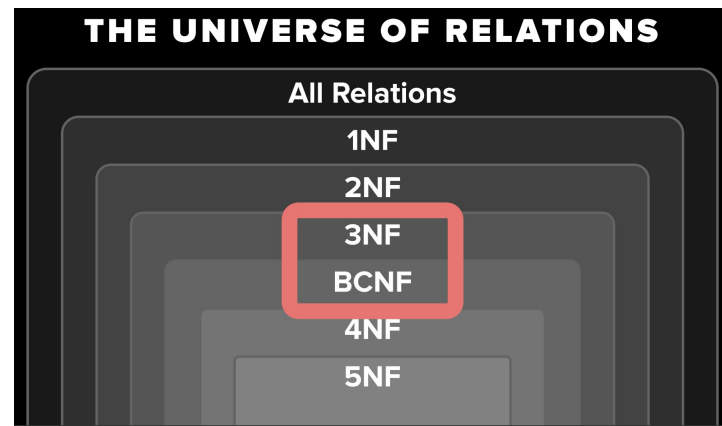 THE UNIVERSE OF RELATIONS
All Relations
1NF
2NF
3NF
BCNF
4NF
5NF